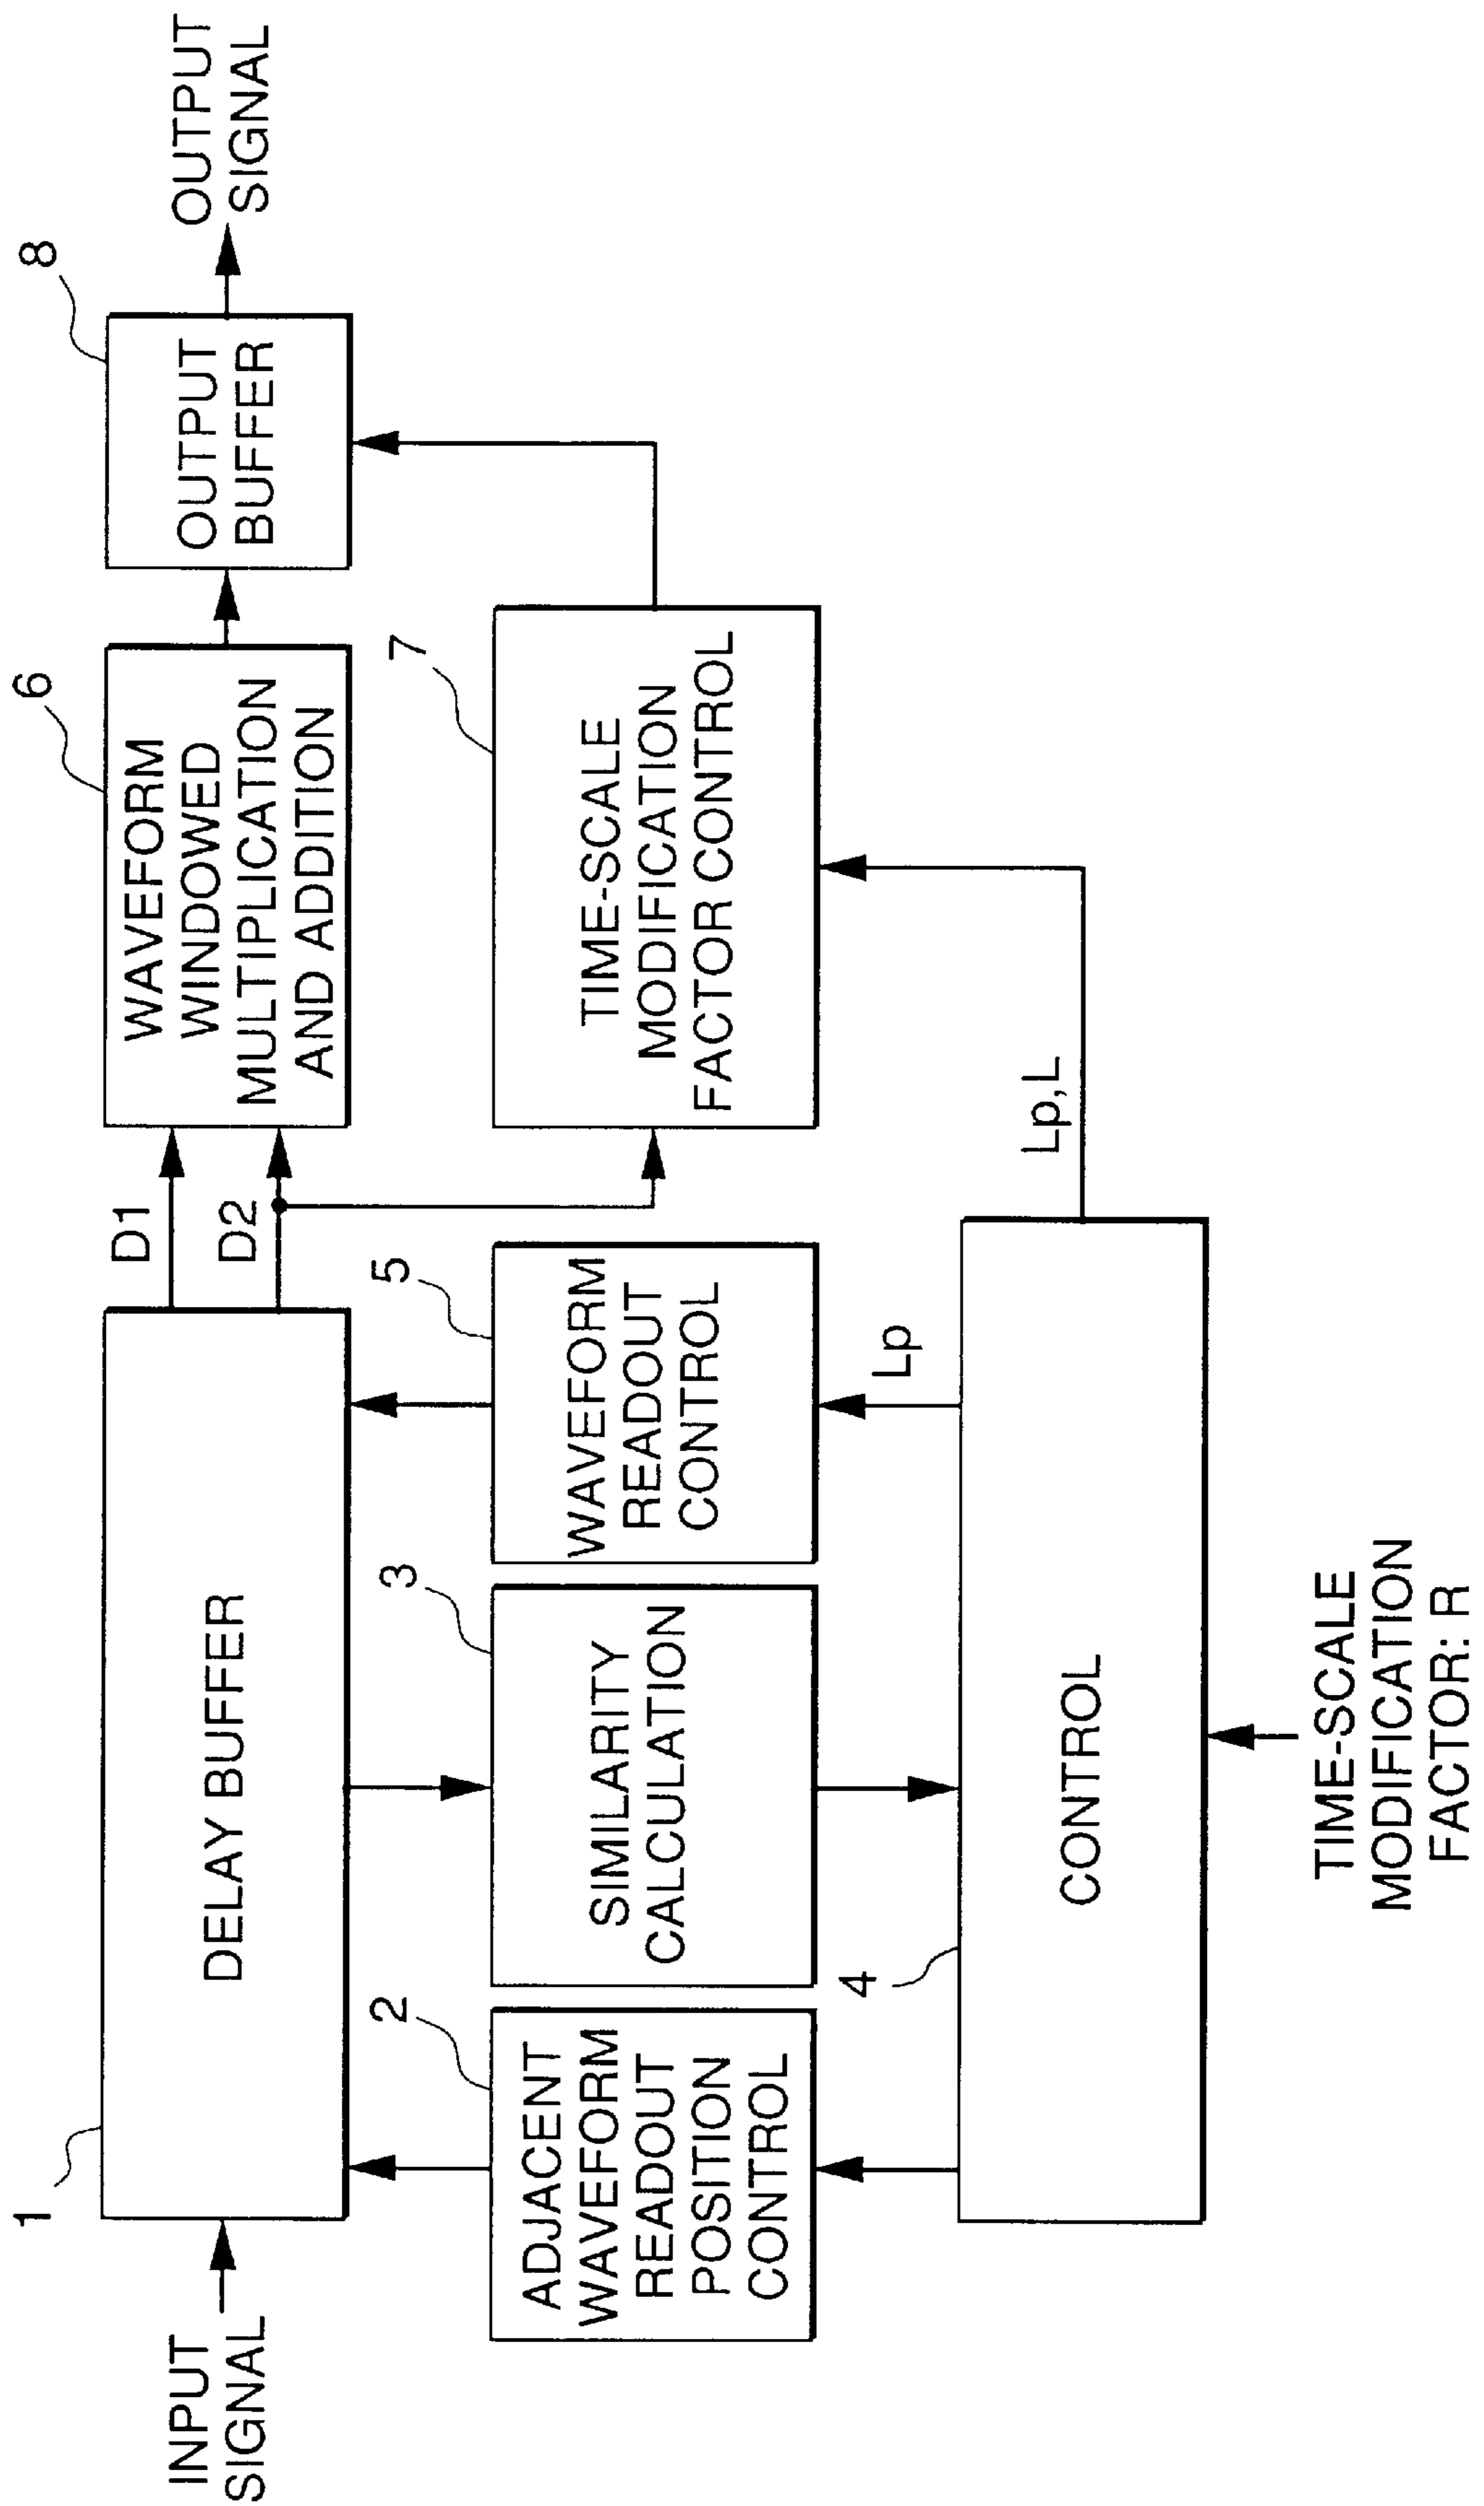 INPUT
SIGNAL
1
DELAY BUFFER
D1
D2
6
WAVEFORM
WINDOWED
MULTIPLICATION
AND ADDITION
8
OUTPUT
BUFFER
OUTPUT
SIGNAL
2
ADJACENT
WAVEFORM
READOUT
POSITION
CONTROL
3
SIMILARITY
CALCULATION
5
WAVEFORM
READOUT
CONTROL
7
TIME-SCALE
MODIFICATION
FACTOR CONTROL
Lp
Lp,L
4
CONTROL
TIME-SCALE
MODIFICATION
FACTOR: R